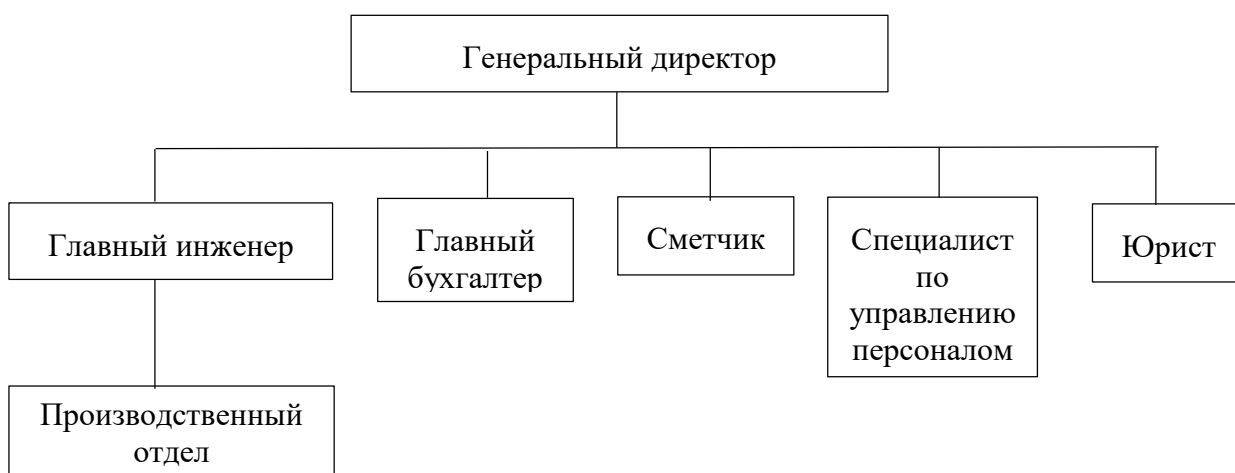 Генеральный директор
Главный инженер
Главный
бухгалтер
Сметчик
Специалист
по
управлению
персоналом
Юрист
Производственный
отдел